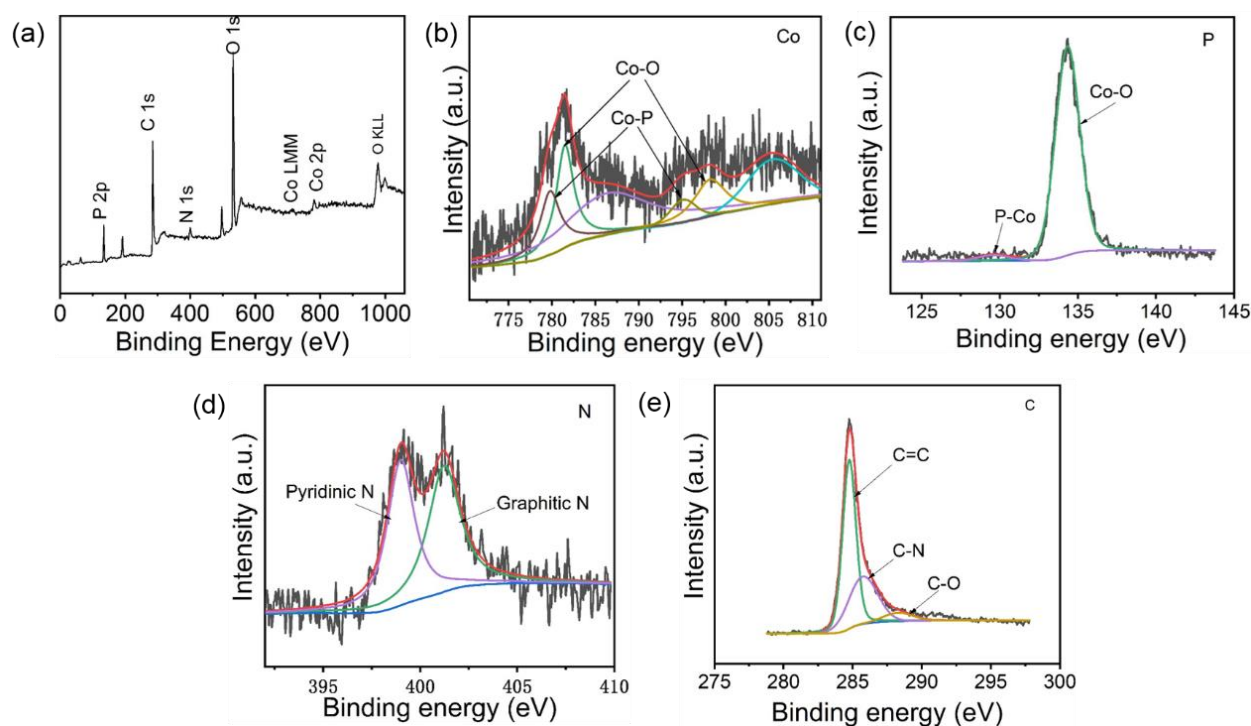 (a)
P 2p
C 1s
N 1s
O 1s
Co LMM
Co 2p
O KLL
0 200 400 600 800 1000
Binding Energy (eV)
(b)
Co
Co-O
Co-P
Intensity (a.u.)
775 780 785 790 795 800 805 810
Binding energy (eV)
(c)
P
Co-O
P-Co
Intensity (a.u.)
125 130 135 140 145
Binding energy (eV)
(d)
N
Pyridinic N
Graphitic N
Intensity (a.u.)
395 400 405 410
Binding energy (eV)
(e)
C
C=C
C-N
C-O
Intensity (a.u.)
275 280 285 290 295 300
Binding energy (eV)